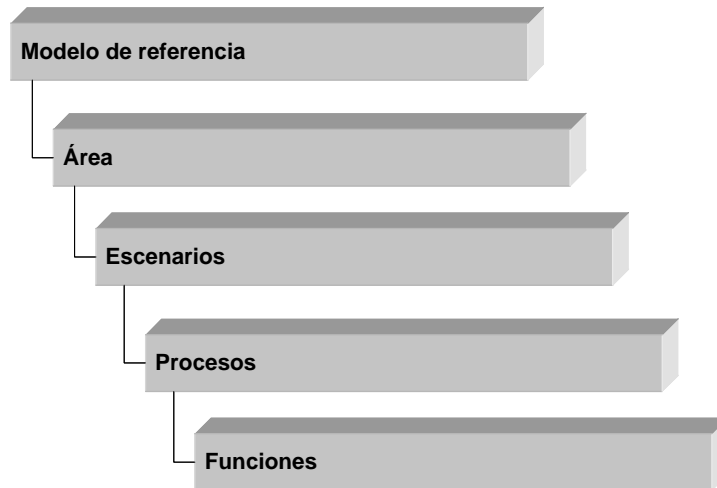 Modelo de referencia
Área
Escenarios
Procesos
Funciones